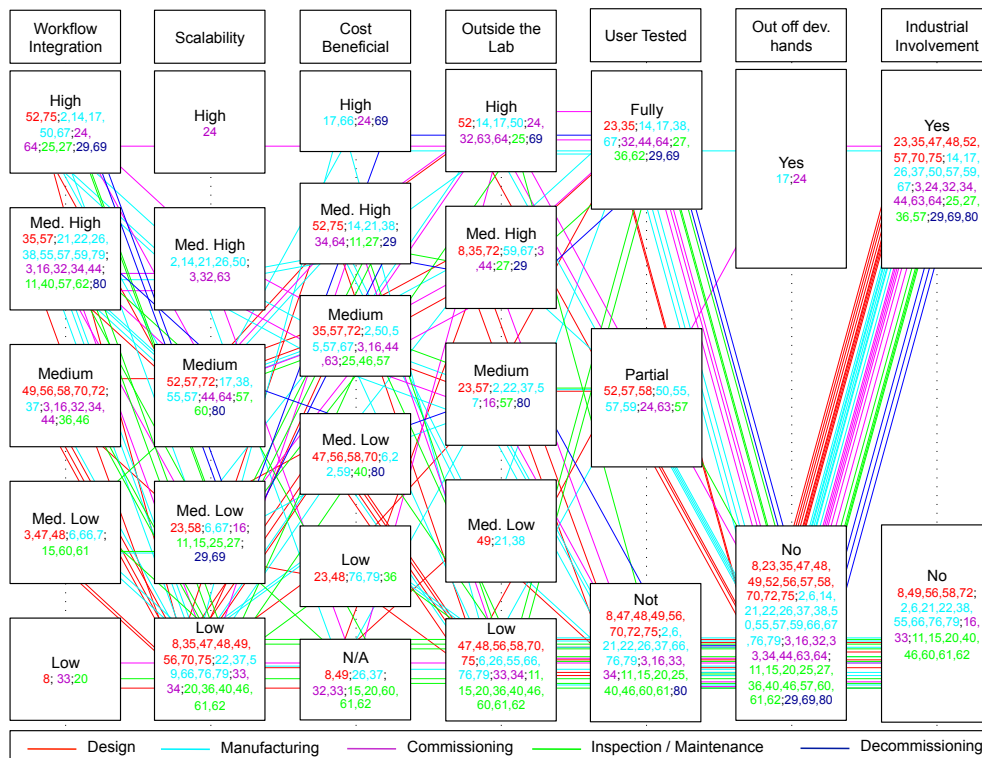 Workflow
Integration
Scalability
Cost
Beneficial
Outside the
Lab
User Tested
Out off dev.
hands
Industrial
Involvement
High
52,75;2,14,17,
50,67;24,
64;25,27;29,69
Med. High
35,57;21,22,26,
38,55,57,59,79;
3,16,32,34,44;
11,40,57,62;80
Medium
49,56,58,70,72,
37;3,16,32,34,
44;36,46
Med. Low
3,47,48;6,66,7;
15,60,61
Low
8; 33;20
High
24
Med. High
2,14,21,26,50;
3,32,63
Medium
52,57,72;17,38,
55,57;44,64;57,
60;80
Med. Low
23,58;6,67;16;
11,15,25,27;
29,69
Low
8,35,47,48,49,
56,70,75;22,37,5
9,66,76,79;33,
34;20,36,40,46,
61,62
High
17,66;24;69
Med. High
52,75;14,21,38;
34,64;11,27;29
Medium
35,57,72;2,50,5
5,57,67;3,16,44
,63;25,46,57
Med. Low
47,56,58,70;6,2
2,59;40;80
Low
23,48;76,79;36
N/A
8,49;26,37;
32,33;15,20,60,
61,62
High
52;14,17,50;24,
32,63,64;25;69
Med. High
8,35,72;59,67;3
,44;27;29
Medium
23,57;2,22,37,5
7;16;57;80
Med. Low
49;21,38
Low
47,48,56,58,70,
75;6,26,55,66,
76,79;33,34;11,
15,20,36,40,46,
60,61,62
Fully
23,35;14,17,38,
67;32,44,64;27,
36,62;29,69
Partial
52,57,58;50,55,
57,59;24,63;57
Not
8,47,48,49,56,
70,72,75;2,6,
21,22,26,37,66,
76,79;3,16,33,
34;11,15,20,25,
40,46,60,61;80
Yes
17;24
No
8,23,35,47,48,
49,52,56,57,58,
70,72,75;2,6,14,
21,22,26,37,38,5
0,55,57,59,66,67
,76,79;3,16,32,3
3,34,44,63,64;
11,15,20,25,27,
36,40,46,57,60,
61,62;29,69,80
Yes
23,35,47,48,52,
57,70,75;14,17,
26,37,50,57,59,
67;3,24,32,34,
44,63,64;25,27,
36,57;29,69,80
No
8,49,56,58,72;
2,6,21,22,38,
55,66,76,79;16,
33;11,15,20,40,
46,60,61,62
Design
Manufacturing
Commissioning
Inspection / Maintenance
Decommissioning